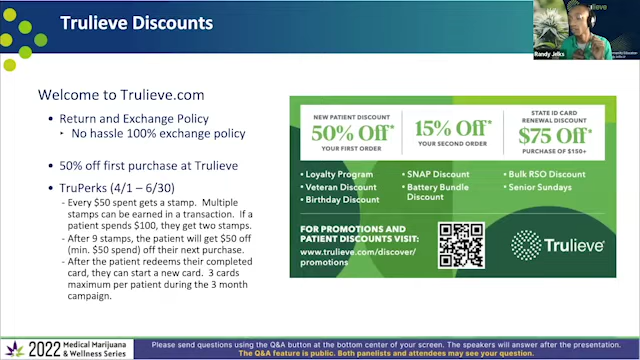 Trulieve Discounts
Trulieve
Randy Jelks
Welcome to Trulieve.com
• Return and Exchange Policy
‣ No hassle 100% exchange policy
• 50% off first purchase at Trulieve
• TruPerks (4/1 – 6/30)
- Every $50 spent gets a stamp. Multiple
stamps can be earned in a transaction. If a
patient spends $100, they get two stamps.
- After 9 stamps, the patient will get $50 off
(min. $50 spend) off their next purchase.
- After the patient redeems their completed
card, they can start a new card. 3 cards
maximum per patient during the 3 month
campaign.
NEW PATIENT DISCOUNT
50% Off*
YOUR FIRST ORDER
15% Off*
YOUR SECOND ORDER
STATE ID CARD
RENEWAL DISCOUNT
$75 Off*
PURCHASE OF $150+
• Loyalty Program
• Veteran Discount
• Birthday Discount
• SNAP Discount
• Battery Bundle
Discount
• Bulk RSO Discount
• Senior Sundays
FOR PROMOTIONS AND
PATIENT DISCOUNTS VISIT:
www.trulieve.com/discover/
promotions
Trulieve
2022 Medical Marijuana
& Wellness Series
Please send questions using the Q&A button at the bottom center of your screen. The speakers will answer after the presentation.
The Q&A feature is public. Both panelists and attendees may see your question.